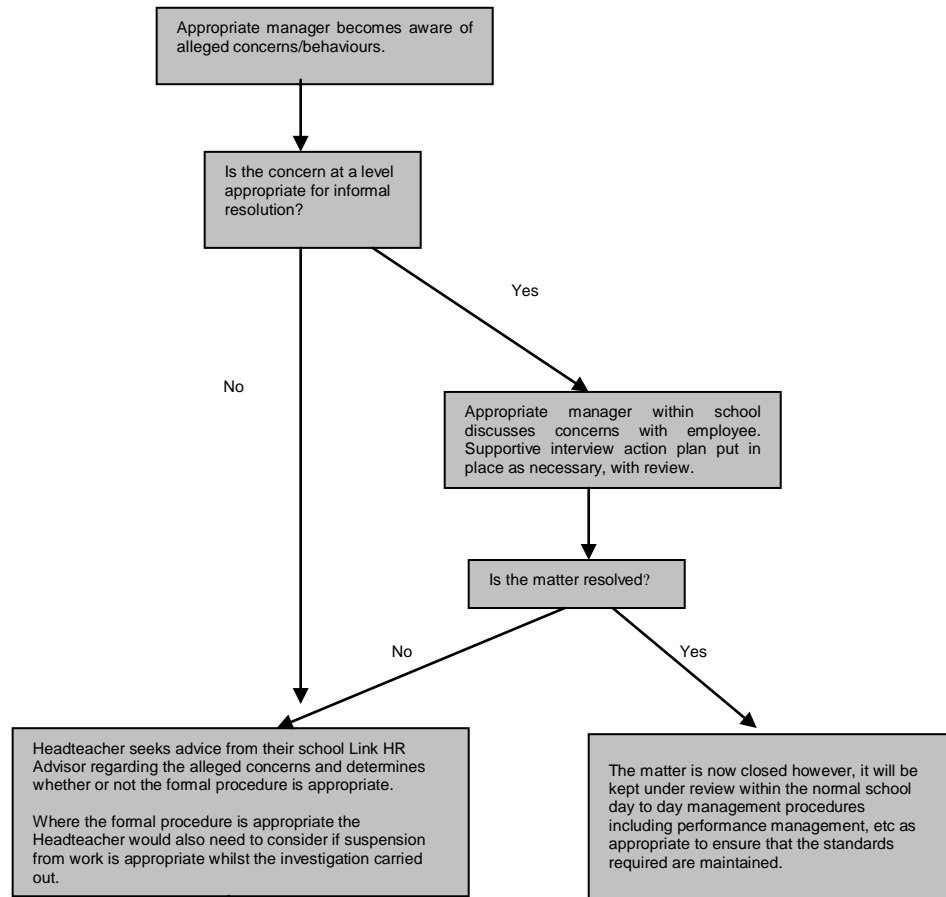 Appropriate manager becomes aware of
alleged concerns/behaviours.
Is the concern at a level
appropriate for informal
resolution?
Yes
No
Appropriate manager within school
discusses concerns with employee.
Supportive interview action plan put in
place as necessary, with review.
Is the matter resolved?
No
Yes
Headteacher seeks advice from their school Link HR
Advisor regarding the alleged concerns and determines
whether or not the formal procedure is appropriate.
Where the formal procedure is appropriate the
Headteacher would also need to consider if suspension
from work is appropriate whilst the investigation carried
out.
The matter is now closed however, it will be
kept under review within the normal school
day to day management procedures
including performance management, etc as
appropriate to ensure that the standards
required are maintained.